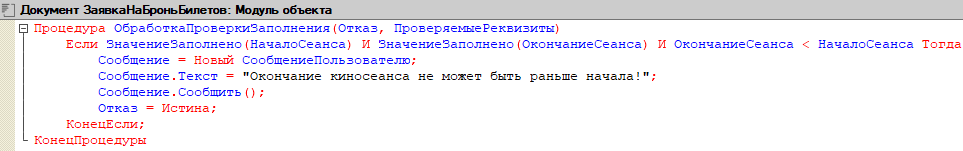 Документ ЗаявкаНаБроньБилетов: Модуль объекта
Процедура ОбработкаПроверкиЗаполнения(Отказ, ПроверяемыеРеквизиты)
Если ЗначениеЗаполнено(НачалоСеанса) И ЗначениеЗаполнено(ОкончаниеСеанса) И ОкончаниеСеанса < НачалоСеанса Тогда
Сообщение = Новый СообщениеПользователю;
Сообщение.Текст = "Окончание киносеанса не может быть раньше начала!";
Сообщение.Сообщить();
Отказ = Истина;
КонецЕсли;
КонецПроцедуры